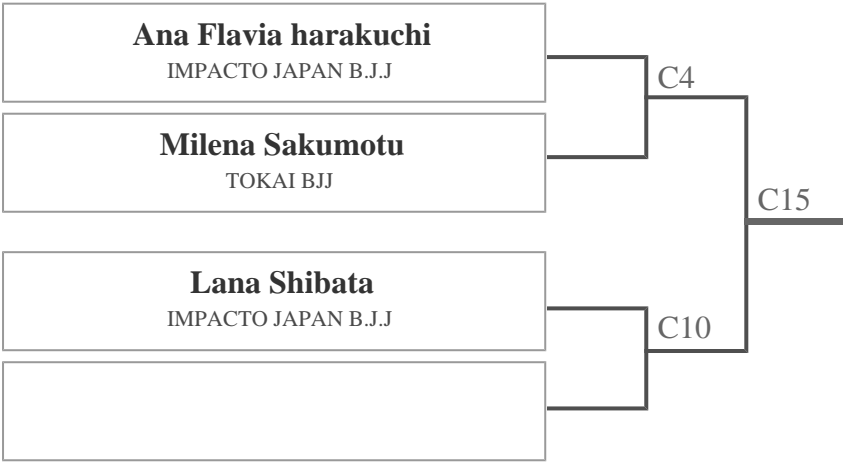 Ana Flavia harakuchi
IMPACTO JAPAN B.J.J
C4
Milena Sakumotu
TOKAI BJJ
C15
Lana Shibata
IMPACTO JAPAN B.J.J
C10